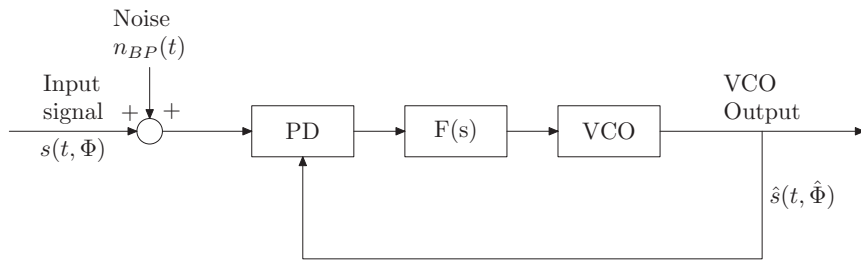 Noise
n_{BP}(t)
Input
signal
+ +
s(t, Φ)
PD
F(s)
VCO
VCO
Output
ŝ(t, Φ̂)